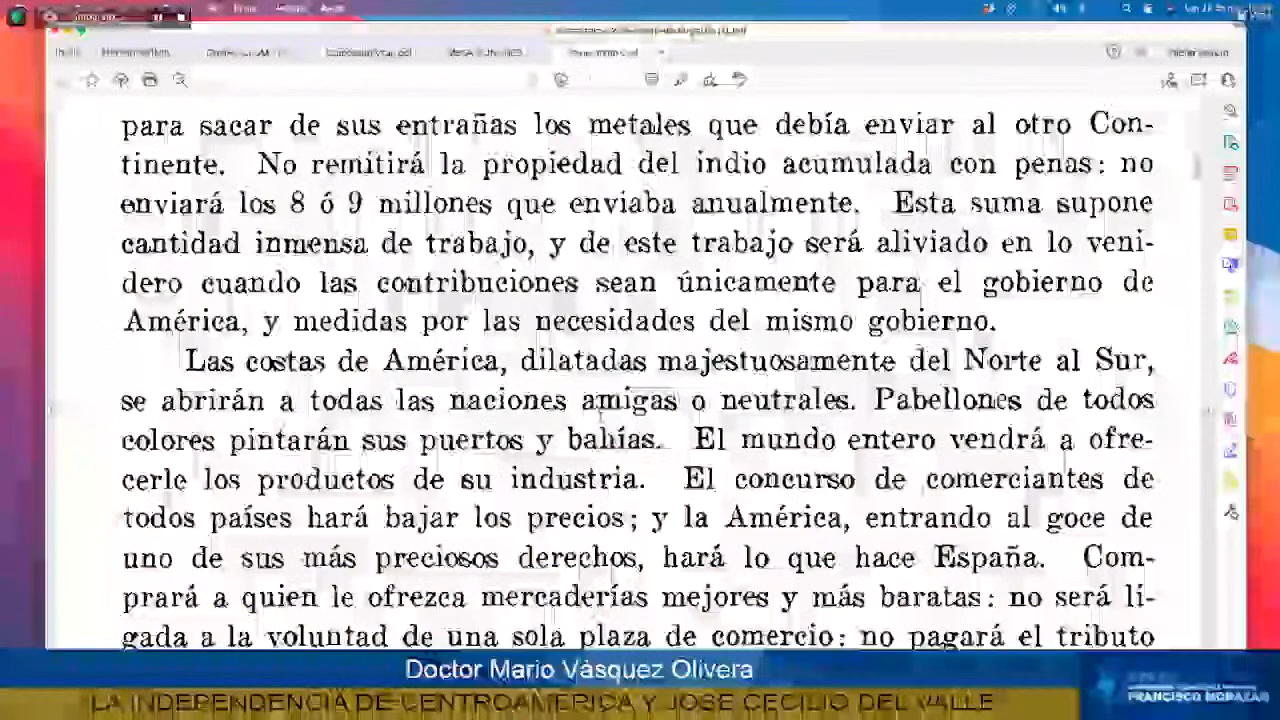 para sacar de sus entrañas los metales que debía enviar al otro Con-
tinente. No remitirá la propiedad del indio acumulada con penas: no
enviará los 8 ó 9 millones que enviaba anualmente. Esta suma supone
cantidad inmensa de trabajo, y de este trabajo será aliviado en lo veni-
dero cuando las contribuciones sean únicamente para el gobierno de
América, y medidas por las necesidades del mismo gobierno.
Las costas de América, dilatadas majestuosamente del Norte al Sur,
se abrirán a todas las naciones amigas o neutrales. Pabellones de todos
colores pintarán sus puertos y bahías. El mundo entero vendrá a ofre-
cerle los productos de su industria. El concurso de comerciantes de
todos países hará bajar los precios; y la América, entrando al goce de
uno de sus más preciosos derechos, hará lo que hace España. Com-
prará a quien le ofrezca mercaderías mejores y más baratas: no será li-
gada a la voluntad de una sola plaza de comercio: no pagará el tributo
Doctor Mario Vásquez Olivera
LA INDEPENDENCIA DE CENTROAMERICA Y JOSE CECILIO DEL VALLE
FRANCISCO MORAZAN